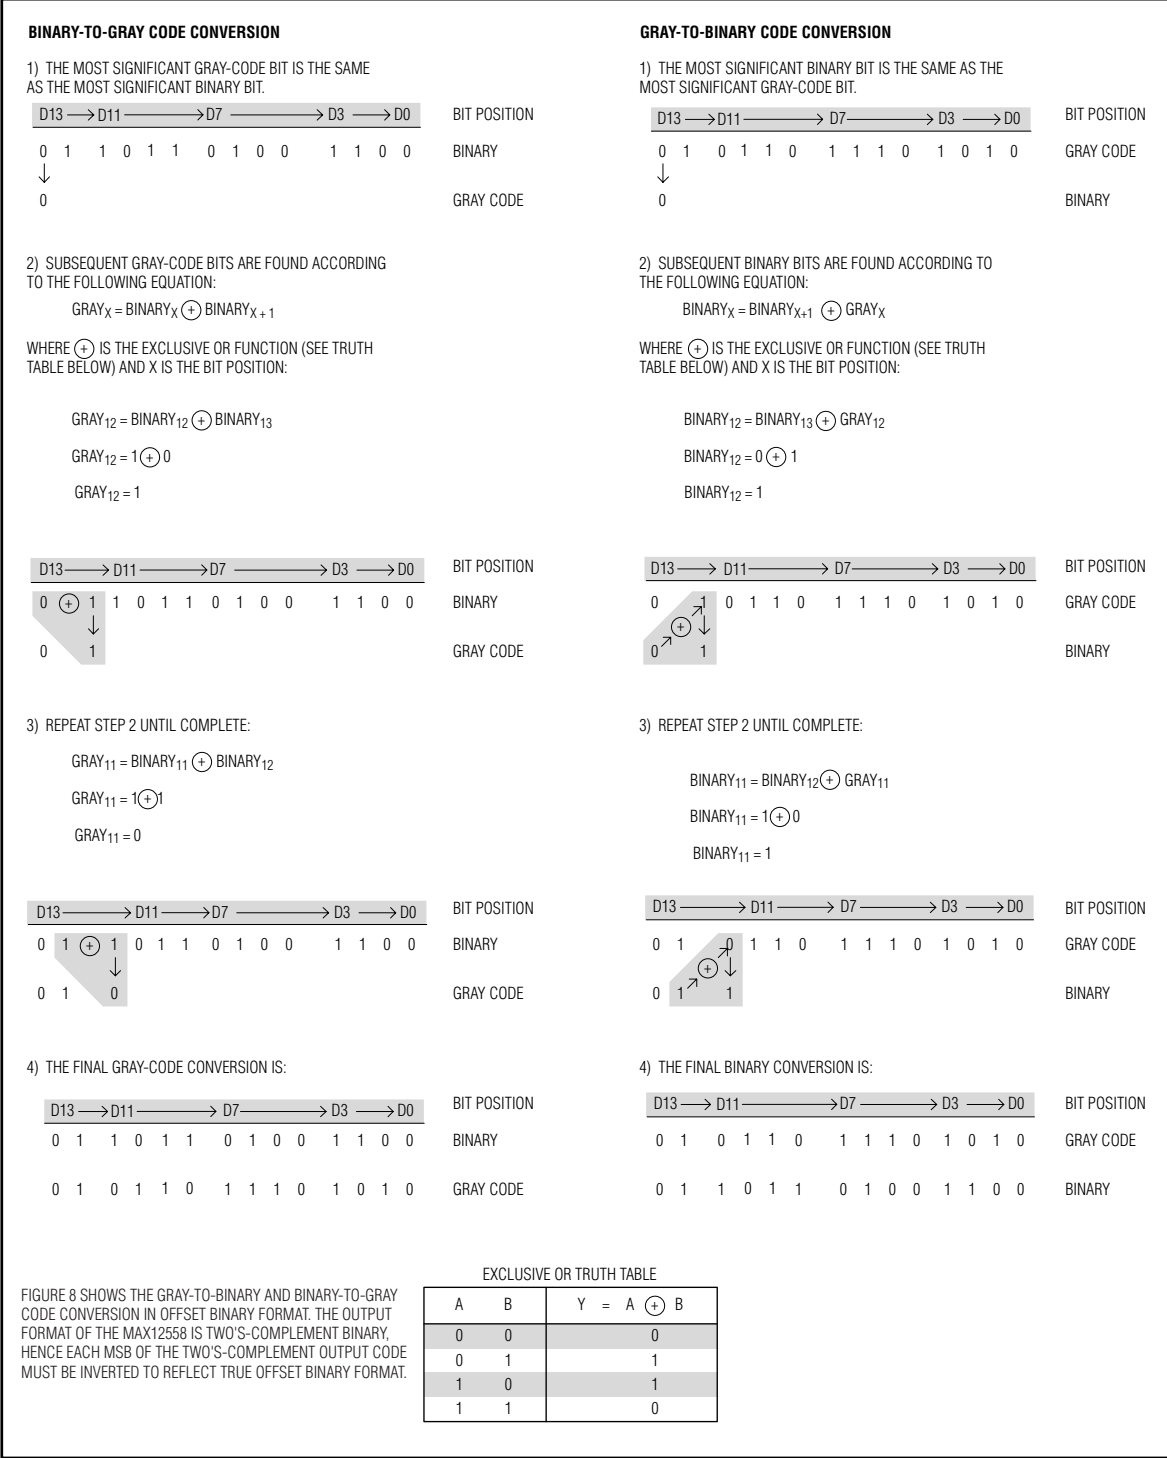 BINARY-TO-GRAY CODE CONVERSION
1) THE MOST SIGNIFICANT GRAY-CODE BIT IS THE SAME
AS THE MOST SIGNIFICANT BINARY BIT.
D13 → D11 → D7 → D3 → D0 BIT POSITION
0 1 1 0 1 1 0 1 0 0 1 1 0 0 BINARY
↓
0 GRAY CODE
2) SUBSEQUENT GRAY-CODE BITS ARE FOUND ACCORDING
TO THE FOLLOWING EQUATION:
GRAYX = BINARYX ⊕ BINARYX + 1
WHERE ⊕ IS THE EXCLUSIVE OR FUNCTION (SEE TRUTH
TABLE BELOW) AND X IS THE BIT POSITION:
GRAY12 = BINARY12 ⊕ BINARY13
GRAY12 = 1 ⊕ 0
GRAY12 = 1
D13 → D11 → D7 → D3 → D0 BIT POSITION
0 ⊕ 1 1 0 1 1 0 1 0 0 1 1 0 0 BINARY
↓
0 1 GRAY CODE
3) REPEAT STEP 2 UNTIL COMPLETE:
GRAY11 = BINARY11 ⊕ BINARY12
GRAY11 = 1 ⊕ 1
GRAY11 = 0
D13 → D11 → D7 → D3 → D0 BIT POSITION
0 1 ⊕ 1 0 1 1 0 1 0 0 1 1 0 0 BINARY
↓
0 1 0 GRAY CODE
4) THE FINAL GRAY-CODE CONVERSION IS:
D13 → D11 → D7 → D3 → D0 BIT POSITION
0 1 1 0 1 1 0 1 0 0 1 1 0 0 BINARY
0 1 0 1 1 0 1 1 1 0 1 0 1 0 GRAY CODE
GRAY-TO-BINARY CODE CONVERSION
1) THE MOST SIGNIFICANT BINARY BIT IS THE SAME AS THE
MOST SIGNIFICANT GRAY-CODE BIT.
D13 → D11 → D7 → D3 → D0 BIT POSITION
0 1 0 1 1 0 1 1 1 0 1 0 1 0 GRAY CODE
↓
0 BINARY
2) SUBSEQUENT BINARY BITS ARE FOUND ACCORDING TO
THE FOLLOWING EQUATION:
BINARYX = BINARYX+1 ⊕ GRAYX
WHERE ⊕ IS THE EXCLUSIVE OR FUNCTION (SEE TRUTH
TABLE BELOW) AND X IS THE BIT POSITION:
BINARY12 = BINARY13 ⊕ GRAY12
BINARY12 = 0 ⊕ 1
BINARY12 = 1
D13 → D11 → D7 → D3 → D0 BIT POSITION
0 1 0 1 1 0 1 1 1 0 1 0 1 0 GRAY CODE
⊕ ↓
0 1 BINARY
3) REPEAT STEP 2 UNTIL COMPLETE:
BINARY11 = BINARY12 ⊕ GRAY11
BINARY11 = 1 ⊕ 0
BINARY11 = 1
D13 → D11 → D7 → D3 → D0 BIT POSITION
0 1 0 1 1 0 1 1 1 0 1 0 1 0 GRAY CODE
⊕ ↓
0 1 1 BINARY
4) THE FINAL BINARY CONVERSION IS:
D13 → D11 → D7 → D3 → D0 BIT POSITION
0 1 0 1 1 0 1 1 1 0 1 0 1 0 GRAY CODE
0 1 1 0 1 1 0 1 0 0 1 1 0 0 BINARY
FIGURE 8 SHOWS THE GRAY-TO-BINARY AND BINARY-TO-GRAY
CODE CONVERSION IN OFFSET BINARY FORMAT. THE OUTPUT
FORMAT OF THE MAX12558 IS TWO'S-COMPLEMENT BINARY,
HENCE EACH MSB OF THE TWO'S-COMPLEMENT OUTPUT CODE
MUST BE INVERTED TO REFLECT TRUE OFFSET BINARY FORMAT.
EXCLUSIVE OR TRUTH TABLE
A B Y = A ⊕ B
0 0 0
0 1 1
1 0 1
1 1 0